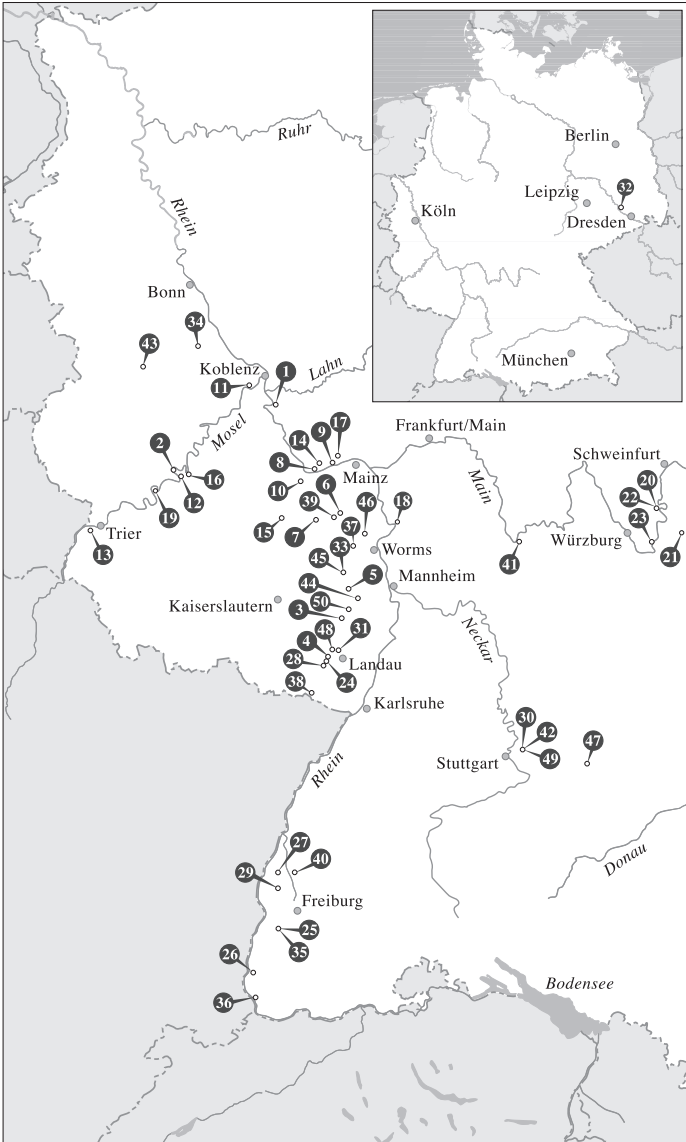 Ruhr
Berlin
Leipzig
32
Köln
Dresden
Rhein
Bonn
34
43
München
Koblenz
1
11
Lahn
Mosel
Frankfurt/Main
17
9
14
Schweinfurt
2
8
Mainz
20
16
10
6
Main
22
12
46
18
19
39
23
15
7
37
Trier
Würzburg
33
Worms
13
41
21
45
5
Mannheim
44
50
Kaiserslautern
3
Neckar
48
31
4
28
Landau
24
38
Karlsruhe
30
42
47
Rhein
Stuttgart
49
27
40
Donau
29
Freiburg
25
35
26
Bodensee
36